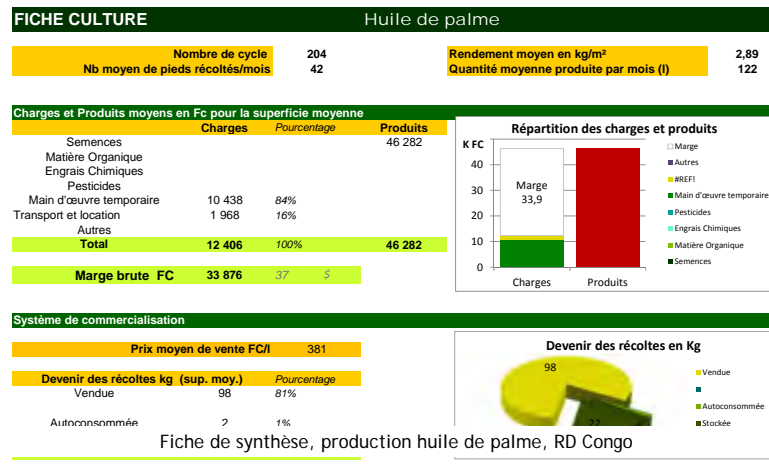 FICHE CULTURE Huile de palme
Nombre de cycle 204 Rendement moyen en kg/m² 2,89
Nb moyen de pieds récoltés/mois 42 Quantité moyenne produite par mois (l) 122
Charges et Produits moyens en Fc pour la superficie moyenne
Charges Pourcentage Produits
Semences 46 282
Matière Organique
Engrais Chimiques
Pesticides
Main d'œuvre temporaire 10 438 84%
Transport et location 1 968 16%
Autres
Total 12 406 100% 46 282
Marge brute FC 33 876 37 $
Répartition des charges et produits
K FC
40
30
20
10
0
Marge
33,9
Charges Produits
Marge
Autres
#REF!
Main d'œuvre temporaire
Pesticides
Engrais Chimiques
Matière Organique
Semences
Système de commercialisation
Prix moyen de vente FC/l 381
Devenir des récoltes kg (sup. moy.) Pourcentage
Vendue 98 81%
Autoconsommée 2 1%
Devenir des récoltes en Kg
98
22
Vendue
Autoconsommée
Stockée
Fiche de synthèse, production huile de palme, RD Congo